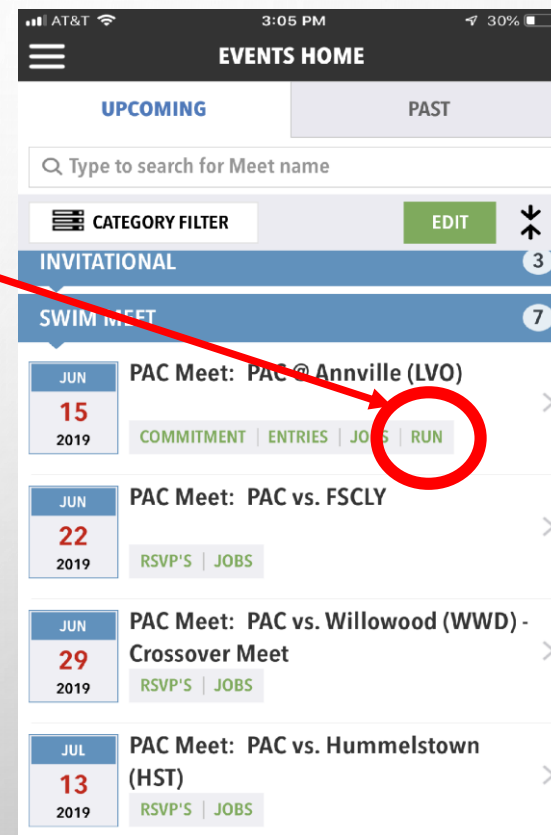 AT&T 3:05 PM 30%
EVENTS HOME
UPCOMING PAST
Type to search for Meet name
CATEGORY FILTER EDIT
INVITATIONAL 3
SWIM MEET 7
JUN
15
2019
PAC Meet: PAC @ Annville (LVO)
COMMITMENT | ENTRIES | JOBS | RUN
JUN
22
2019
PAC Meet: PAC vs. FSCLY
RSVP'S | JOBS
JUN
29
2019
PAC Meet: PAC vs. Willowood (WWD) -
Crossover Meet
RSVP'S | JOBS
JUL
13
2019
PAC Meet: PAC vs. Hummelstown
(HST)
RSVP'S | JOBS